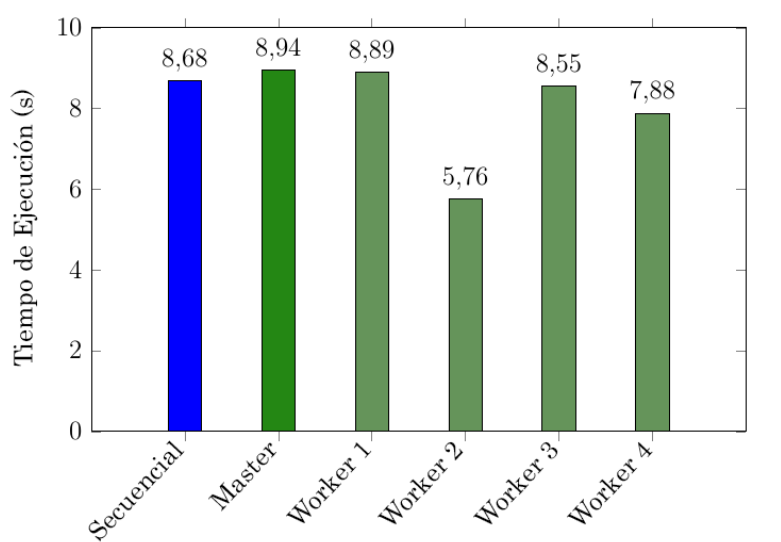 Tiempo de Ejecución (s)
10
8
6
4
2
0
8,68
8,94
8,89
5,76
8,55
7,88
Secuencial
Master
Worker 1
Worker 2
Worker 3
Worker 4